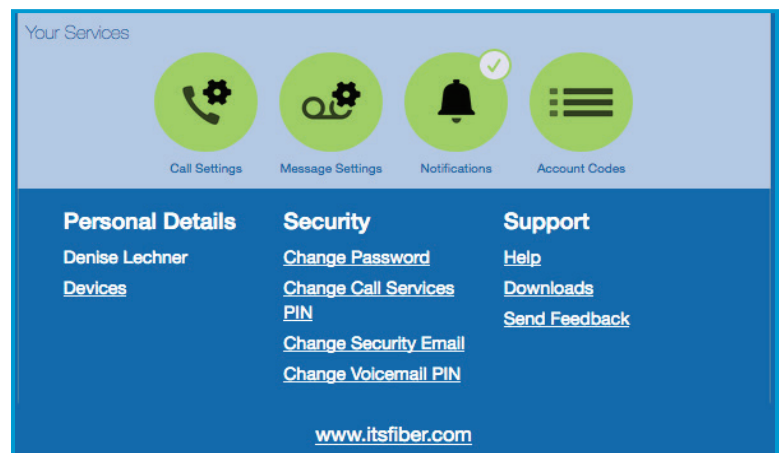 Your Services
Call Settings
Message Settings
Notifications
Account Codes
Personal Details
Denise Lechner
Devices
Security
Change Password
Change Call Services
PIN
Change Security Email
Change Voicemail PIN
Support
Help
Downloads
Send Feedback
www.itsfiber.com